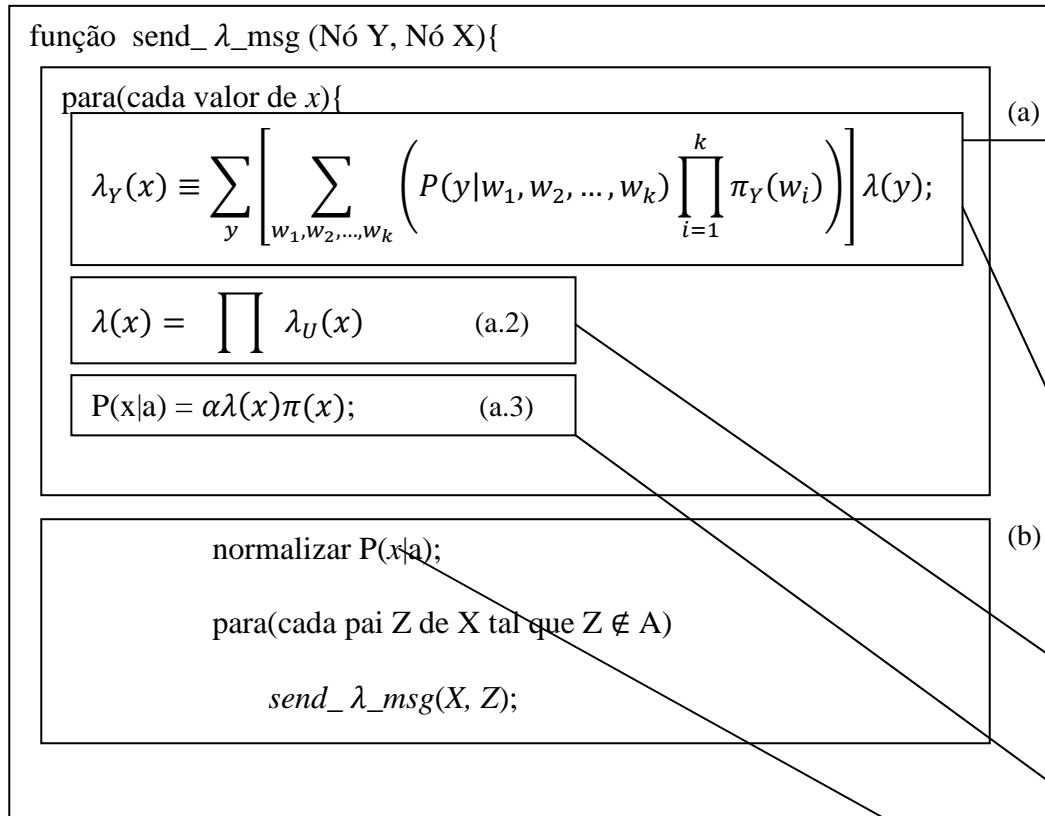 função send_ λ_msg (Nó Y, Nó X){
para(cada valor de x){
(a)
λ_Y(x) ≡ ∑_y [∑_{w_1,w_2,…,w_k} (P(y|w_1, w_2, … , w_k) ∏_{i=1}^{k} π_Y(w_i))] λ(y);
λ(x) = ∏ λ_U(x) (a.2)
P(x|a) = αλ(x)π(x); (a.3)
(b)
normalizar P(x|a);
para(cada pai Z de X tal que Z ∉ A)
send_ λ_msg(X, Z);